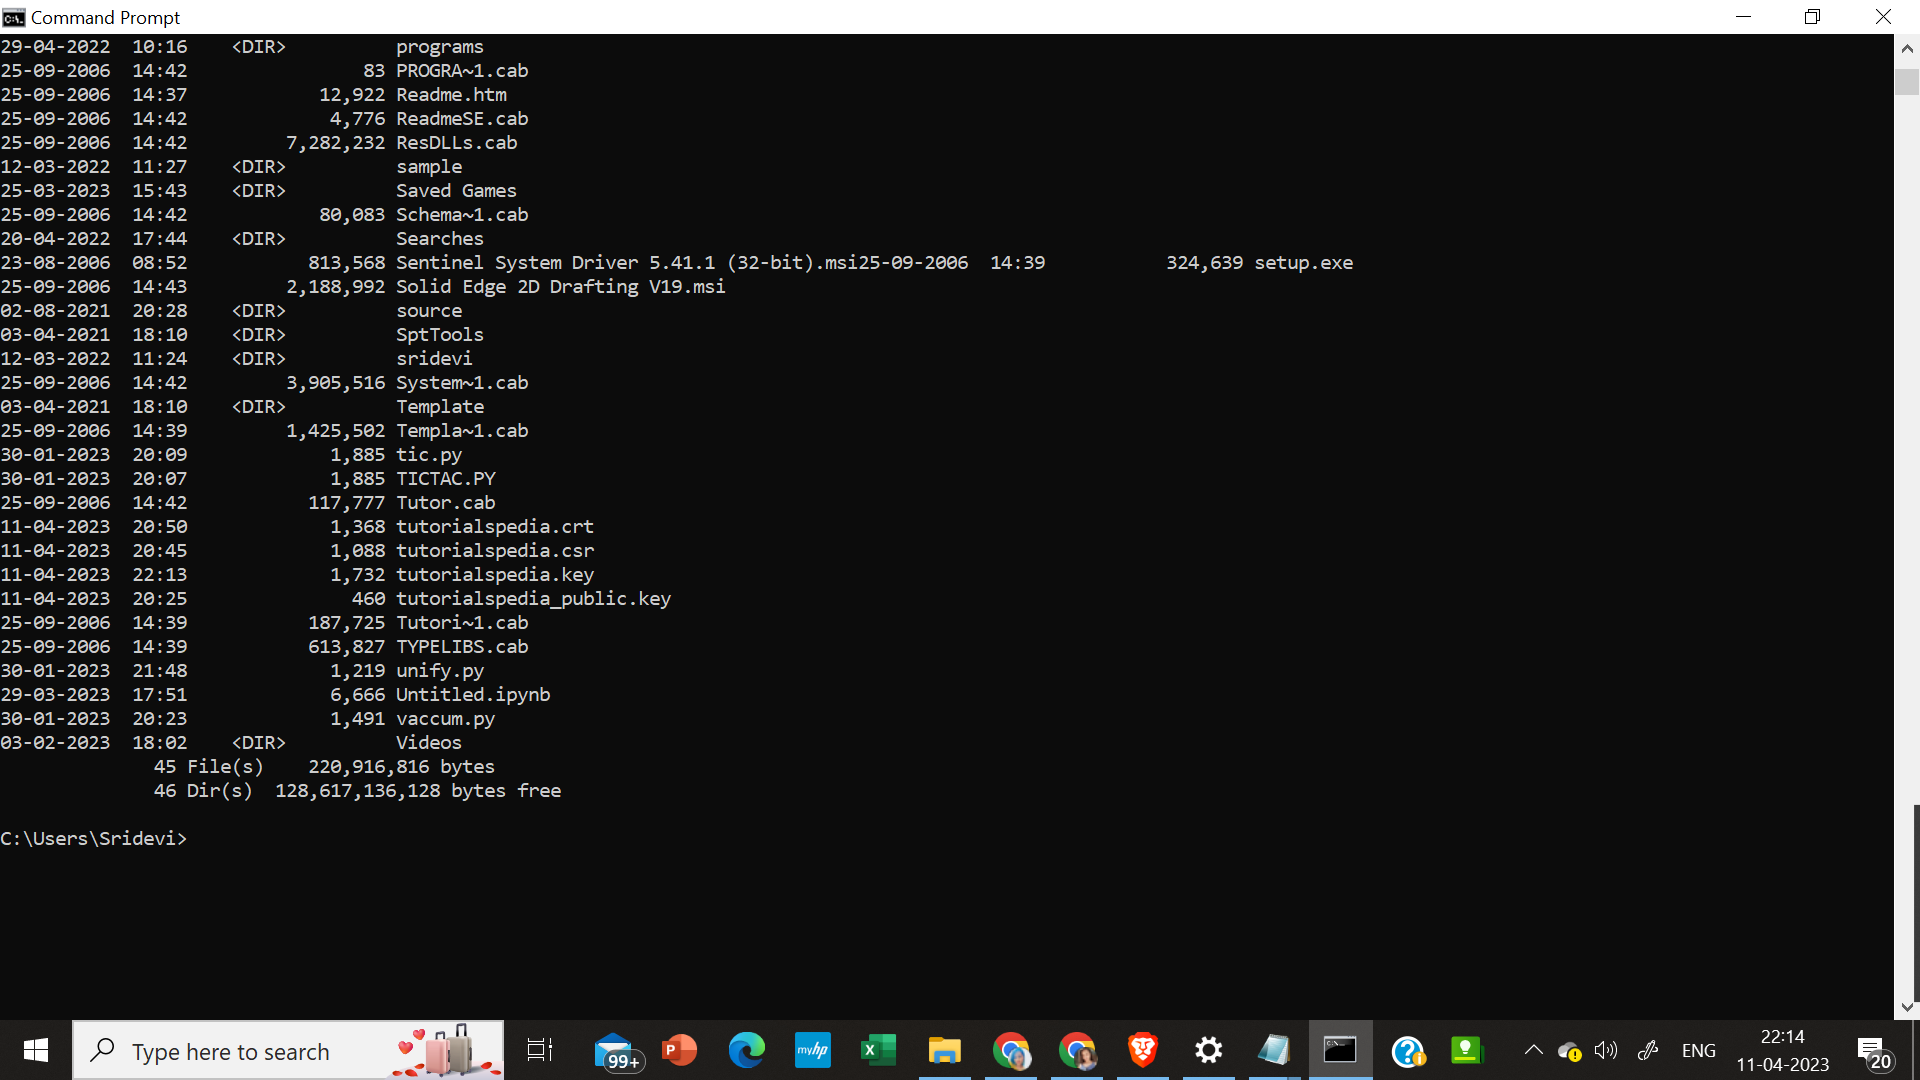 Command Prompt
29-04-2022  10:16    <DIR>          programs
25-09-2006  14:42                83 PROGRA~1.cab
25-09-2006  14:37            12,922 Readme.htm
25-09-2006  14:42             4,776 ReadmeSE.cab
25-09-2006  14:42         7,282,232 ResDLLs.cab
12-03-2022  11:27    <DIR>          sample
25-03-2023  15:43    <DIR>          Saved Games
25-09-2006  14:42            80,083 Schema~1.cab
20-04-2022  17:44    <DIR>          Searches
23-08-2006  08:52           813,568 Sentinel System Driver 5.41.1 (32-bit).msi25-09-2006  14:39           324,639 setup.exe
25-09-2006  14:43         2,188,992 Solid Edge 2D Drafting V19.msi
02-08-2021  20:28    <DIR>          source
03-04-2021  18:10    <DIR>          SptTools
12-03-2022  11:24    <DIR>          sridevi
25-09-2006  14:42         3,905,516 System~1.cab
03-04-2021  18:10    <DIR>          Template
25-09-2006  14:39         1,425,502 Templa~1.cab
30-01-2023  20:09             1,885 tic.py
30-01-2023  20:07             1,885 TICTAC.PY
25-09-2006  14:42           117,777 Tutor.cab
11-04-2023  20:50             1,368 tutorialspedia.crt
11-04-2023  20:45             1,088 tutorialspedia.csr
11-04-2023  22:13             1,732 tutorialspedia.key
11-04-2023  20:25               460 tutorialspedia_public.key
25-09-2006  14:39           187,725 Tutori~1.cab
25-09-2006  14:39           613,827 TYPELIBS.cab
30-01-2023  21:48             1,219 unify.py
29-03-2023  17:51             6,666 Untitled.ipynb
30-01-2023  20:23             1,491 vaccum.py
03-02-2023  18:02    <DIR>          Videos
45 File(s)    220,916,816 bytes
46 Dir(s)  128,617,136,128 bytes free
C:\Users\Sridevi>
Type here to search
99+
myhp
ENG
22:14
11-04-2023
20